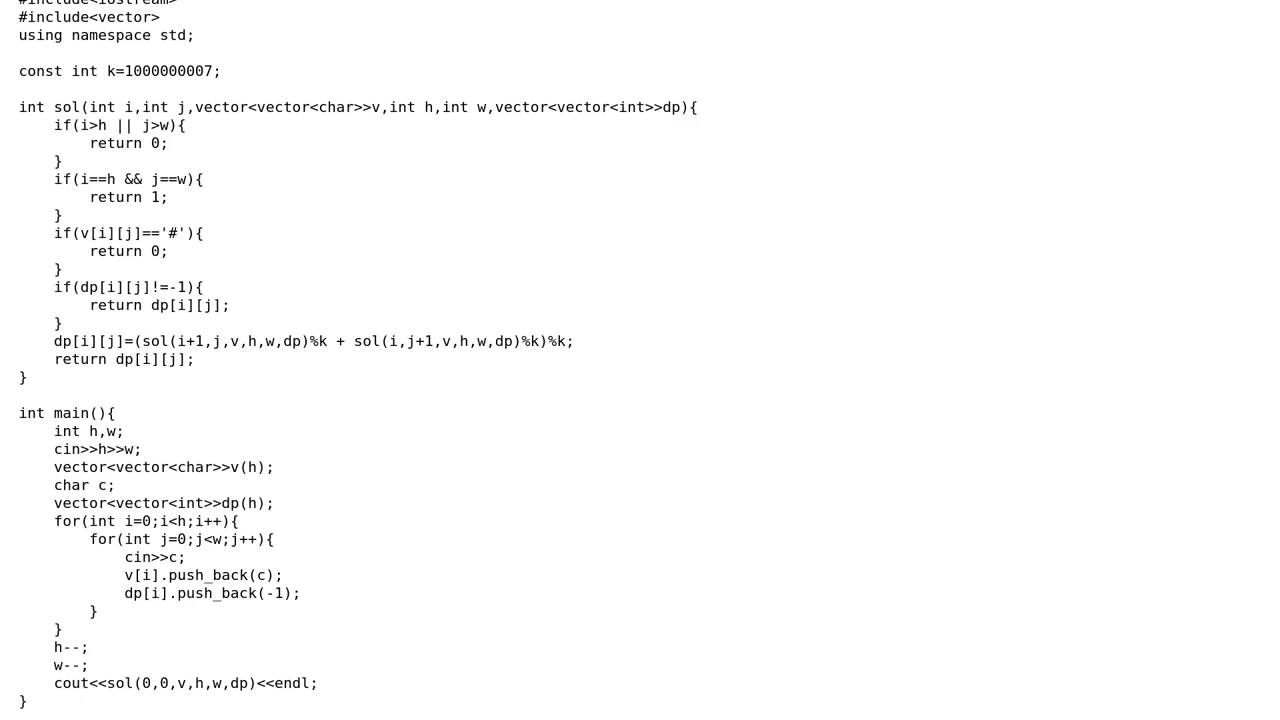 #include<iostream>
#include<vector>
using namespace std;
const int k=1000000007;
int sol(int i,int j,vector<vector<char>>v,int h,int w,vector<vector<int>>dp){
    if(i>h || j>w){
        return 0;
    }
    if(i==h && j==w){
        return 1;
    }
    if(v[i][j]=='#'){
        return 0;
    }
    if(dp[i][j]!=-1){
        return dp[i][j];
    }
    dp[i][j]=(sol(i+1,j,v,h,w,dp)%k + sol(i,j+1,v,h,w,dp)%k)%k;
    return dp[i][j];
}
int main(){
    int h,w;
    cin>>h>>w;
    vector<vector<char>>v(h);
    char c;
    vector<vector<int>>dp(h);
    for(int i=0;i<h;i++){
        for(int j=0;j<w;j++){
            cin>>c;
            v[i].push_back(c);
            dp[i].push_back(-1);
        }
    }
    h--;
    w--;
    cout<<sol(0,0,v,h,w,dp)<<endl;
}